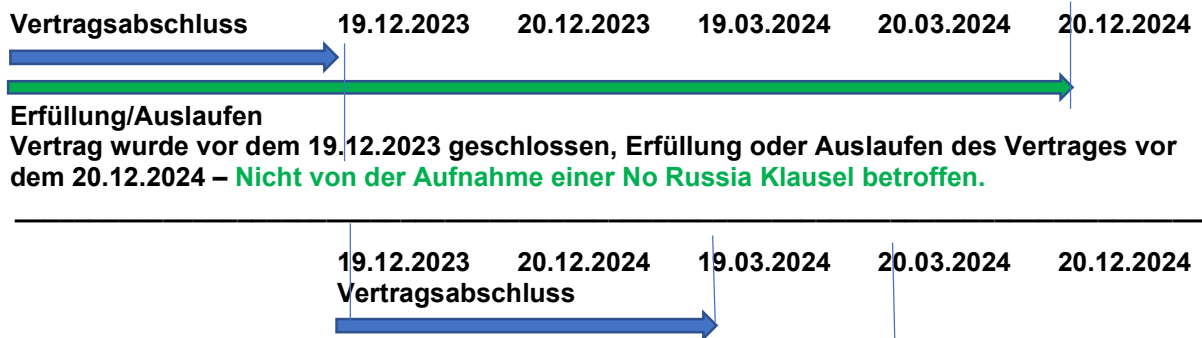 Vertragsabschluss 19.12.2023 20.12.2023 19.03.2024 20.03.2024 20.12.2024
Erfüllung/Auslaufen
Vertrag wurde vor dem 19.12.2023 geschlossen, Erfüllung oder Auslaufen des Vertrages vor
dem 20.12.2024 – Nicht von der Aufnahme einer No Russia Klausel betroffen.
19.12.2023 20.12.2024 19.03.2024 20.03.2024 20.12.2024
Vertragsabschluss